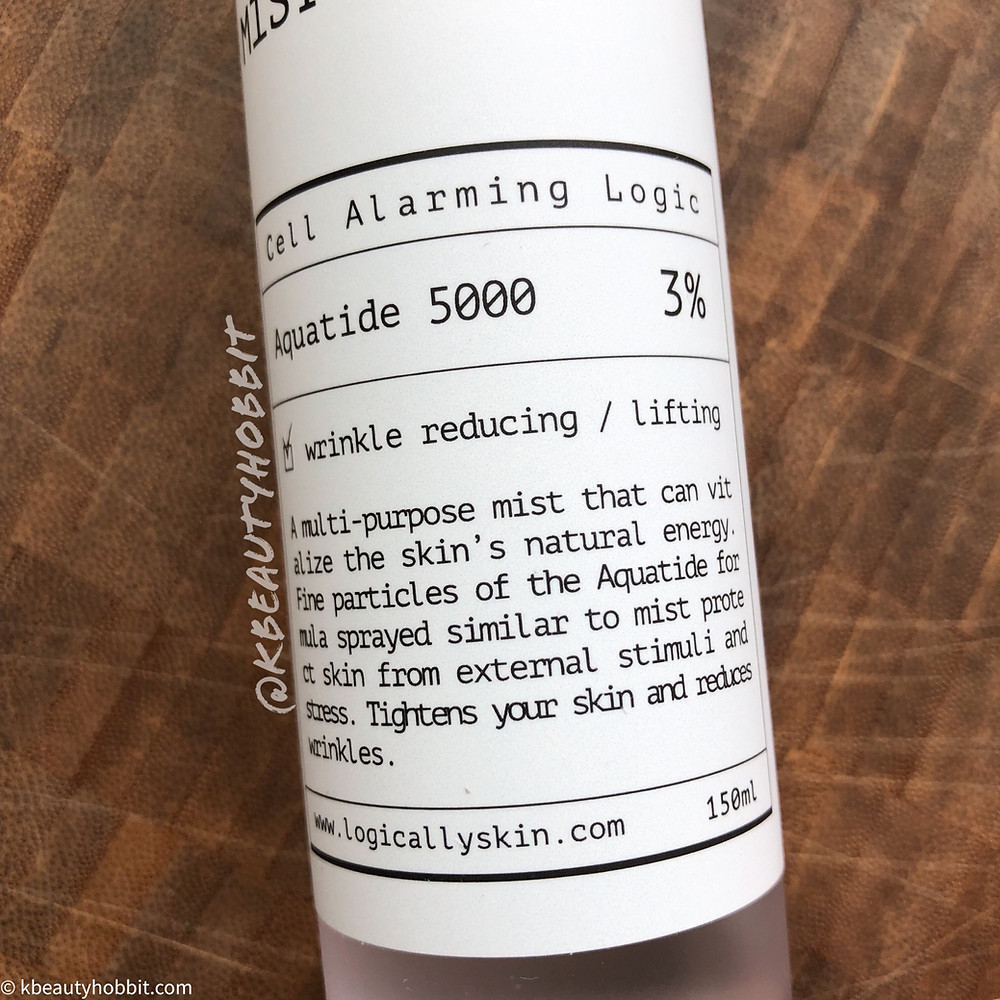 MIST
Cell Alarming Logic
Aquatide 5000 3%
wrinkle reducing / lifting
A multi-purpose mist that can vit
alize the skin's natural energy.
Fine particles of the Aquatide for
mula sprayed similar to mist prote
ct skin from external stimuli and
stress. Tightens your skin and reduces
wrinkles.
www.logicallyskin.com 150ml
@KBEAUTYHOBBIT
© kbeautyhobbit.com